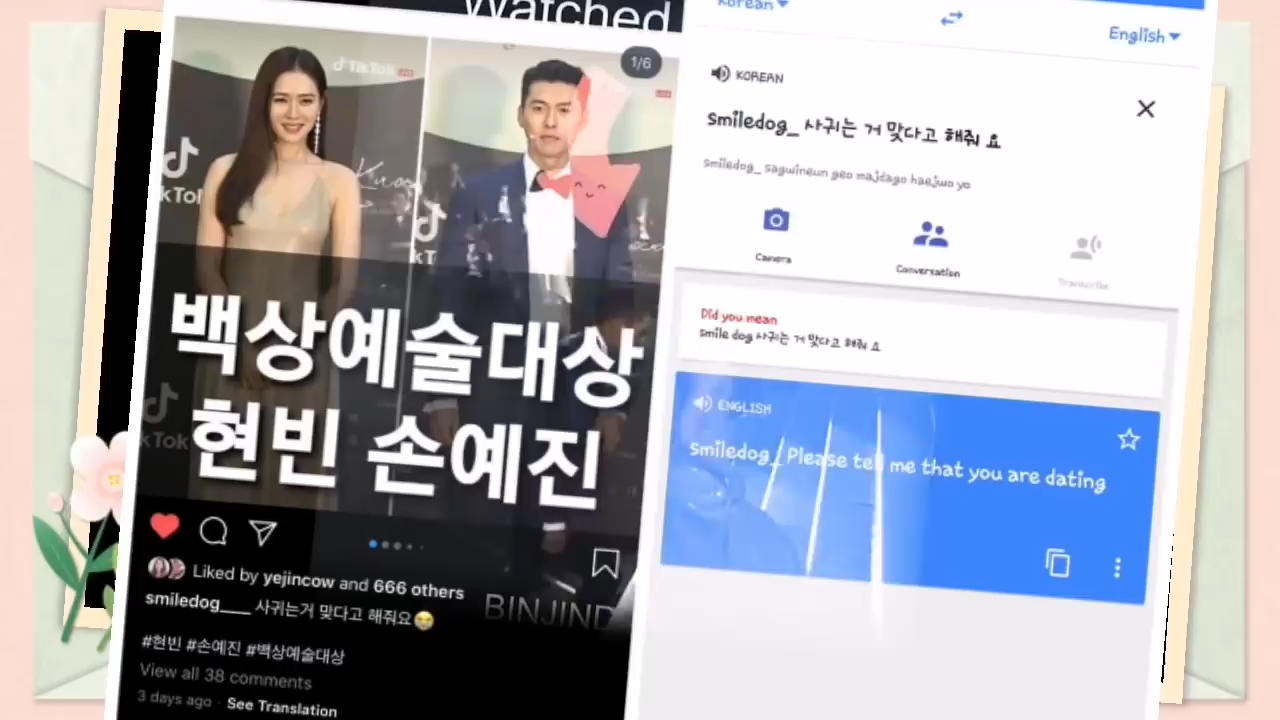 Watched
1/6
TikTok
kTok
백상예술대상
현빈 손예진
Liked by yejincow and 666 others
smiledog___ 사귀는거 맞다고 해줘요😭
#현빈 #손예진 #백상예술대상
View all 38 comments
3 days ago · See Translation
BINJIND
Korean
English
KOREAN
smiledog_ 사귀는 거 맞다고 해줘 요
smiledog_ sagwineun geo majdago haejwo yo
Camera
Conversation
Transcribe
Did you mean
smile dog 사귀는 거 맞다고 해줘 요
ENGLISH
smiledog_ Please tell me that you are dating